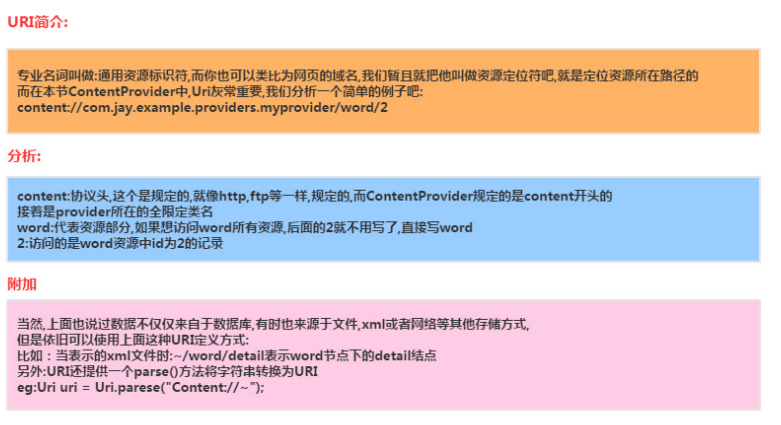 URI简介:
专业名词叫做:通用资源标识符,而你也可以类比为网页的域名,我们暂且就把他叫做资源定位符吧,就是定位资源所在路径的
而在本节ContentProvider中,Uri灰常重要,我们分析一个简单的例子吧:
content://com.jay.example.providers.myprovider/word/2
分析:
content:协议头,这个是规定的,就像http,ftp等一样,规定的,而ContentProvider规定的是content开头的
接着是provider所在的全限定类名
word:代表资源部分,如果想访问word所有资源,后面的2就不用写了,直接写word
2:访问的是word资源中id为2的记录
附加
当然,上面也说过数据不仅仅来自于数据库,有时也来源于文件,xml或者网络等其他存储方式,
但是依旧可以使用上面这种URI定义方式:
比如：当表示的xml文件时:~/word/detail表示word节点下的detail结点
另外:URI还提供一个parse()方法将字符串转换为URI
eg:Uri uri = Uri.parese("Content://~");